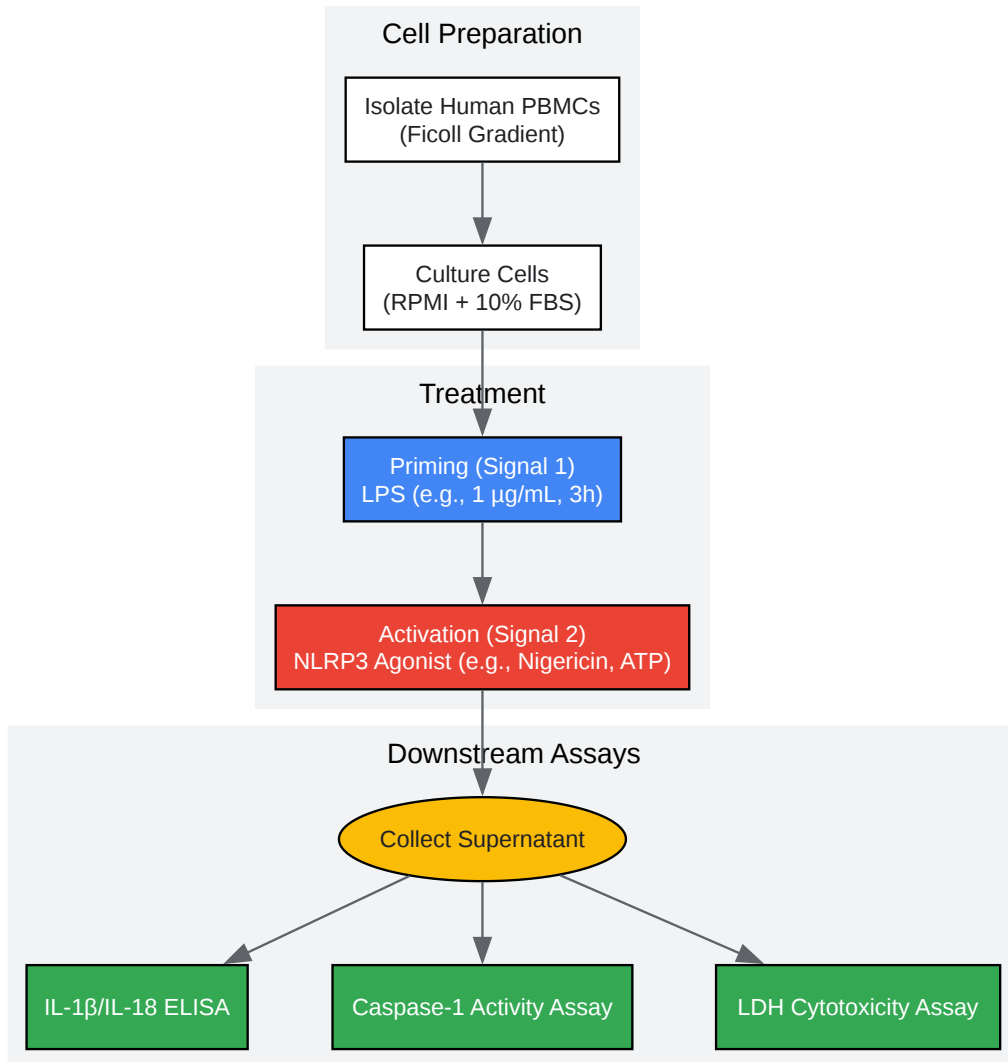 Cell Preparation
Isolate Human PBMCs
(Ficoll Gradient)
Culture Cells
(RPMI + 10% FBS)
Treatment
Priming (Signal 1)
LPS (e.g., 1 µg/mL, 3h)
Activation (Signal 2)
NLRP3 Agonist (e.g., Nigericin, ATP)
Downstream Assays
Collect Supernatant
IL-1β/IL-18 ELISA
Caspase-1 Activity Assay
LDH Cytotoxicity Assay